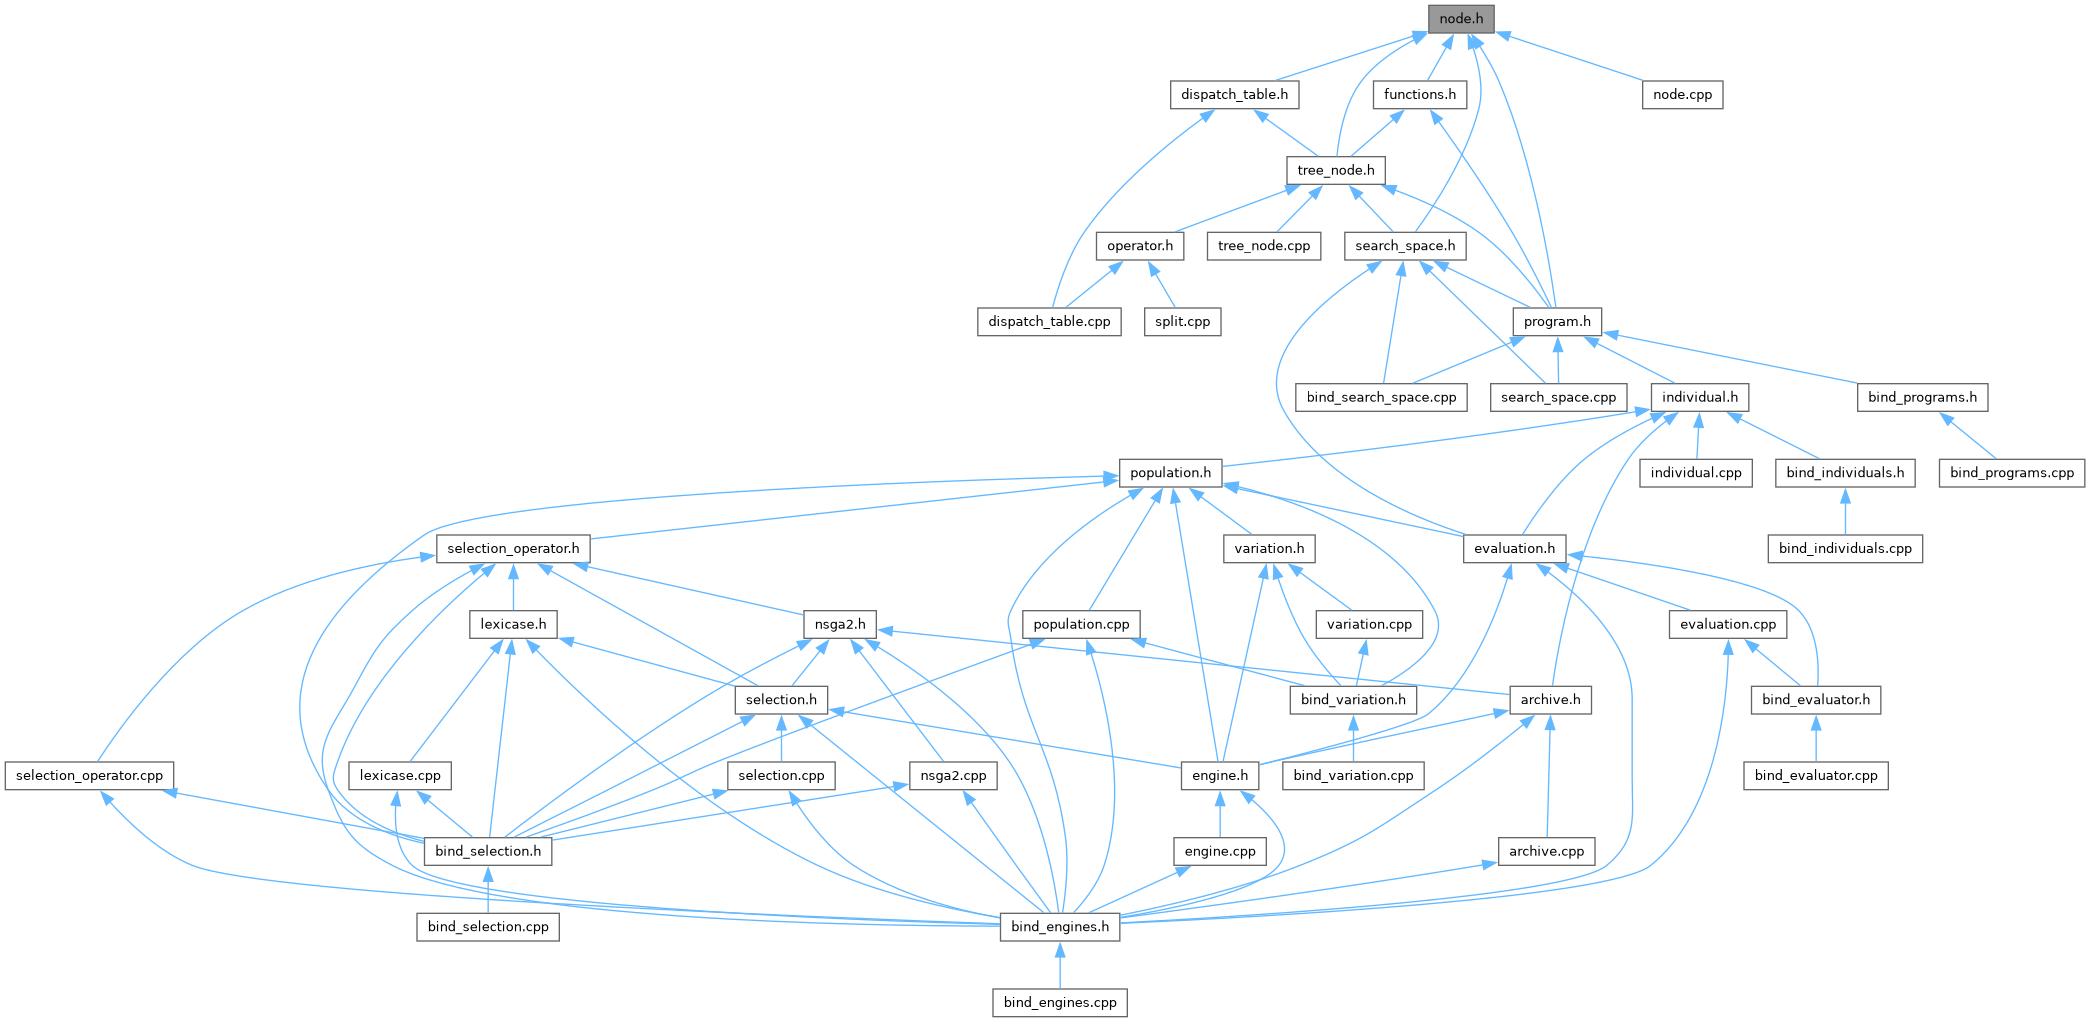 node.h
dispatch_table.h
functions.h
node.cpp
tree_node.h
operator.h
tree_node.cpp
search_space.h
dispatch_table.cpp
split.cpp
program.h
bind_search_space.cpp
search_space.cpp
individual.h
bind_programs.h
population.h
individual.cpp
bind_individuals.h
bind_programs.cpp
selection_operator.h
variation.h
evaluation.h
bind_individuals.cpp
lexicase.h
nsga2.h
population.cpp
variation.cpp
evaluation.cpp
selection.h
bind_variation.h
archive.h
bind_evaluator.h
selection_operator.cpp
lexicase.cpp
selection.cpp
nsga2.cpp
engine.h
bind_variation.cpp
bind_evaluator.cpp
bind_selection.h
engine.cpp
archive.cpp
bind_selection.cpp
bind_engines.h
bind_engines.cpp